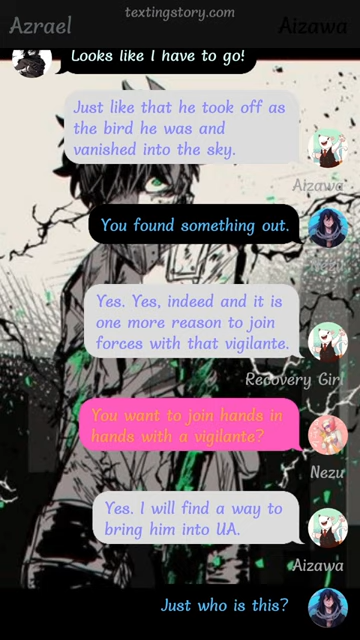 textingstory.com
Azrael
Aizawa
Looks like I have to go!
Just like that he took off as
the bird he was and
vanished into the sky.
Aizawa
You found something out.
Yes. Yes, indeed and it is
one more reason to join
forces with that vigilante.
Recovery Girl
You want to join hands in
hands with a vigilante?
Nezu
Yes. I will find a way to
bring him into UA.
Aizawa
Just who is this?